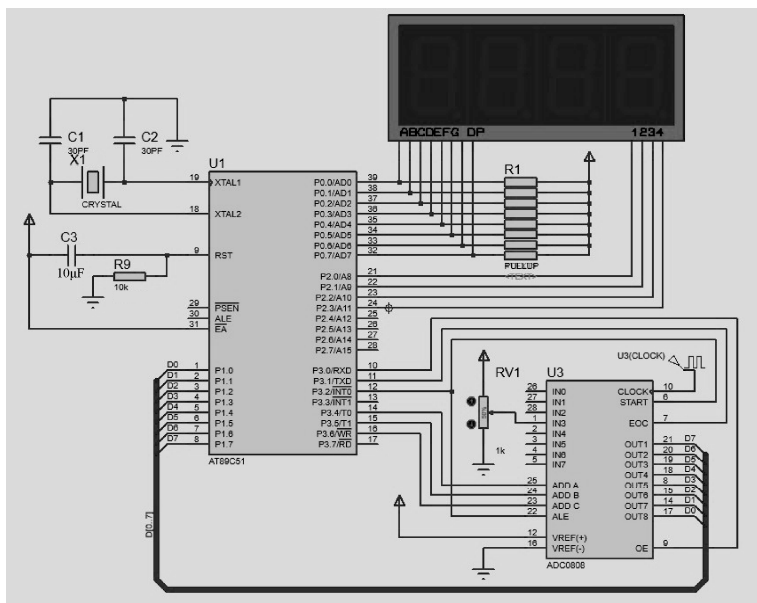 ABCDEFG DP
1234
C1
30PF
C2
30PF
X1
CRYSTAL
C3
10μF
R9
10k
U1
19 XTAL1
18 XTAL2
9 RST
29 PSEN
30 ALE
31 EA
1 P1.0
2 P1.1
3 P1.2
4 P1.3
5 P1.4
6 P1.5
7 P1.6
8 P1.7
D0
D1
D2
D3
D4
D5
D6
D7
D[0..7]
P0.0/AD0 39
P0.1/AD1 38
P0.2/AD2 37
P0.3/AD3 36
P0.4/AD4 35
P0.5/AD5 34
P0.6/AD6 33
P0.7/AD7 32
P2.0/A8 21
P2.1/A9 22
P2.2/A10 23
P2.3/A11 24
P2.4/A12 25
P2.5/A13 26
P2.6/A14 27
P2.7/A15 28
P3.0/RXD 10
P3.1/TXD 11
P3.2/INT0 12
P3.3/INT1 13
P3.4/T0 14
P3.5/T1 15
P3.6/WR 16
P3.7/RD 17
AT89C51
R1
PULLUP
<TEXT>
RV1
1k
U3
U3(CLOCK)
26 IN0
27 IN1
28 IN2
1 IN3
2 IN4
3 IN5
4 IN6
5 IN7
25 ADD A
24 ADD B
23 ADD C
22 ALE
12 VREF(+)
16 VREF(-)
CLOCK 10
START 6
EOC 7
OUT1 21 D7
OUT2 20 D6
OUT3 19 D5
OUT4 18 D4
OUT5 8 D3
OUT6 15 D2
OUT7 14 D1
OUT8 17 D0
OE 9
ADC0808